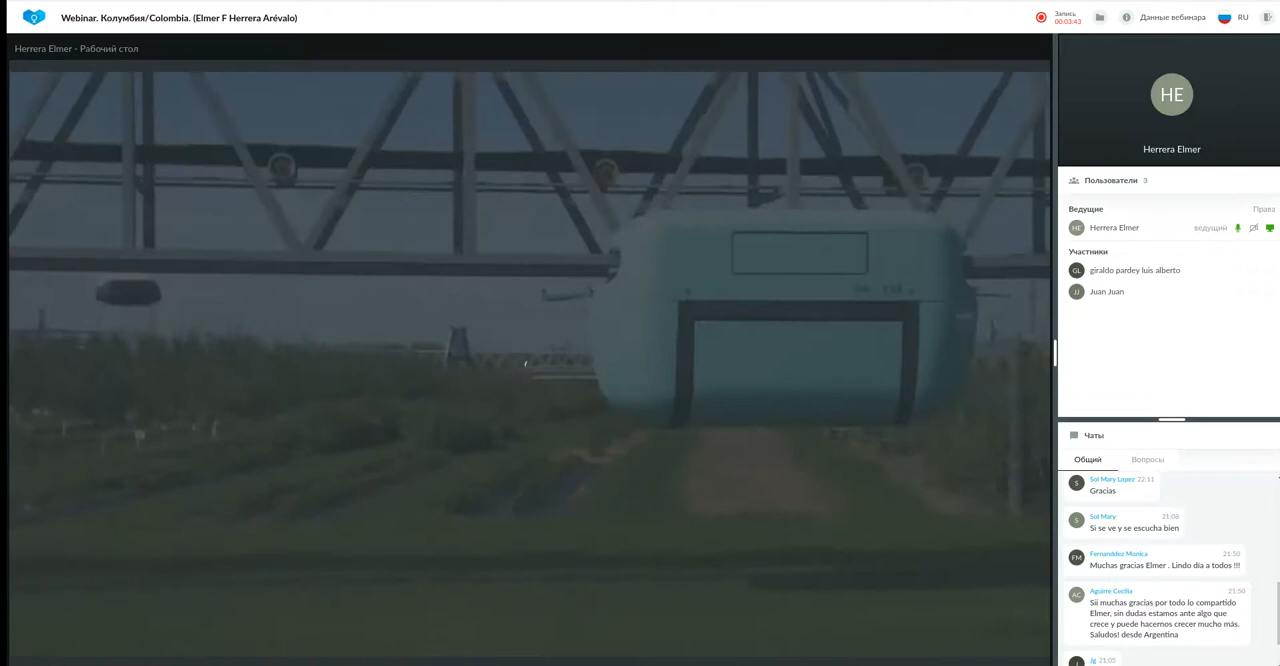 Webinar. Колумбия/Colombia. (Elmer F Herrera Arévalo)
Запись
00:03:43
Данные вебинара
RU
Herrera Elmer - Рабочий стол
HE
Herrera Elmer
Пользователи 3
Ведущие Права
HE Herrera Elmer ведущий
Участники
GL giraldo pardey luis alberto
JJ Juan Juan
Чаты
Общий Вопросы
S Sol Mary Lopez 22:11
Gracias
S Sol Mary 21:08
Si se ve y se escucha bien
FM Fernanddez Monica 21:50
Muchas gracias Elmer . Lindo día a todos !!!
AC Aguirre Cecilia 21:50
Sii muchas gracias por todo lo compartido
Elmer, sin dudas estamos ante algo que
crece y puede hacernos crecer mucho más.
Saludos! desde Argentina
J Jg 21:05